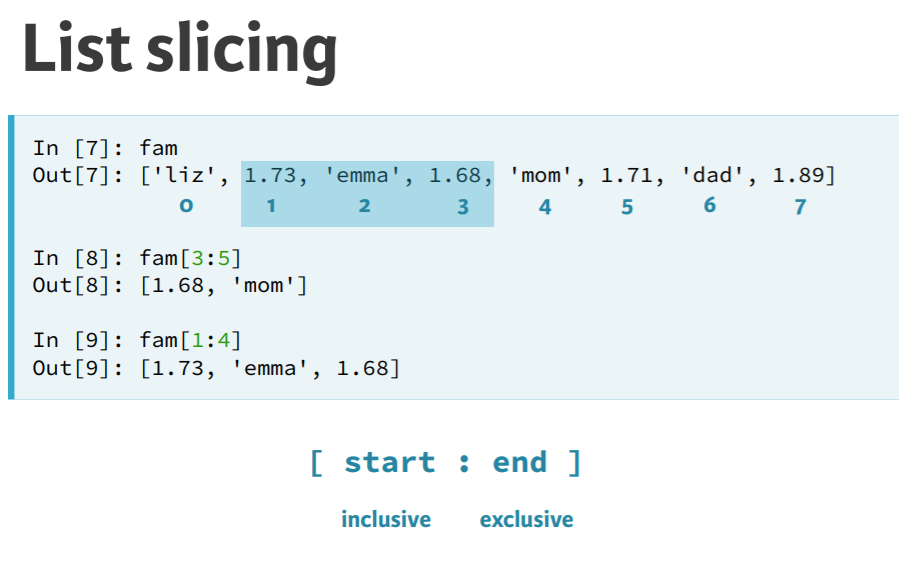 List slicing
In [7]: fam
Out[7]: ['liz', 1.73, 'emma', 1.68, 'mom', 1.71, 'dad', 1.89]
0 1 2 3 4 5 6 7
In [8]: fam[3:5]
Out[8]: [1.68, 'mom']
In [9]: fam[1:4]
Out[9]: [1.73, 'emma', 1.68]
[ start : end ]
inclusive exclusive